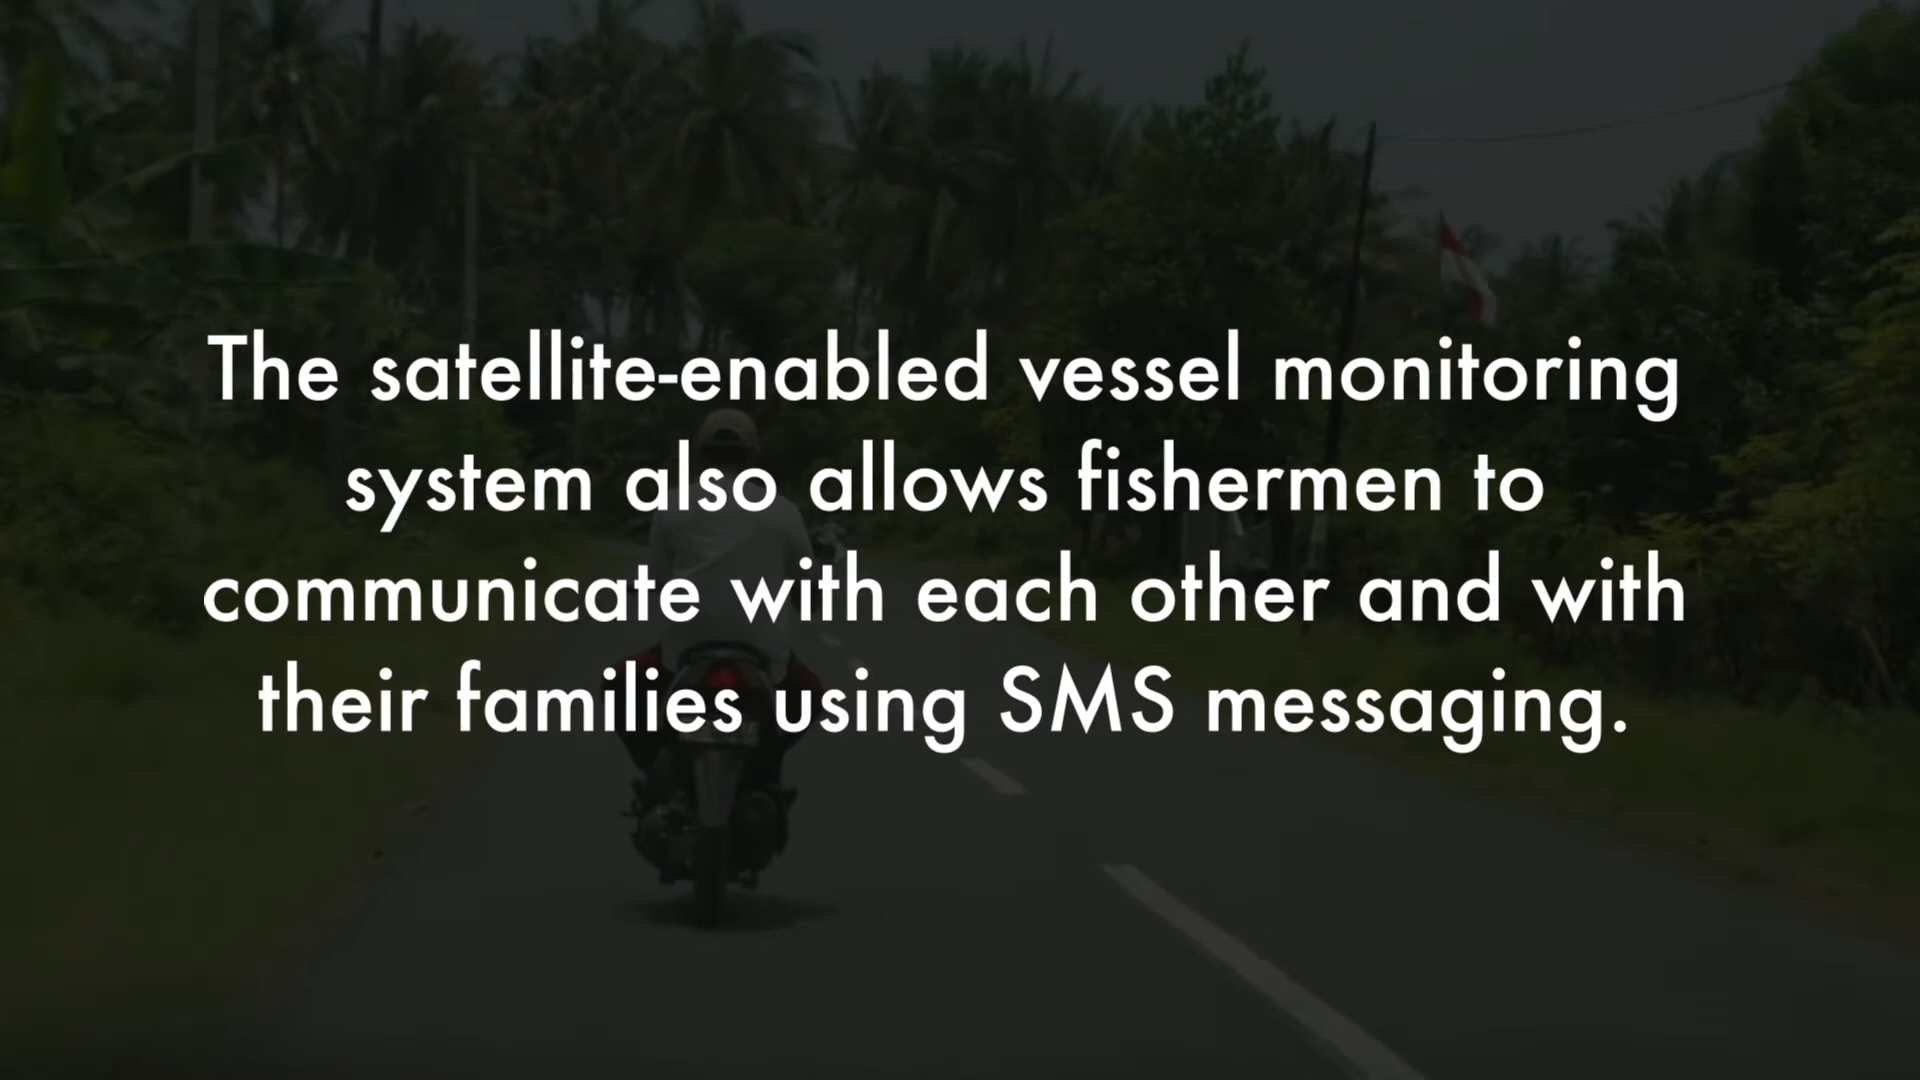 The satellite-enabled vessel monitoring
system also allows fishermen to
communicate with each other and with
their families using SMS messaging.